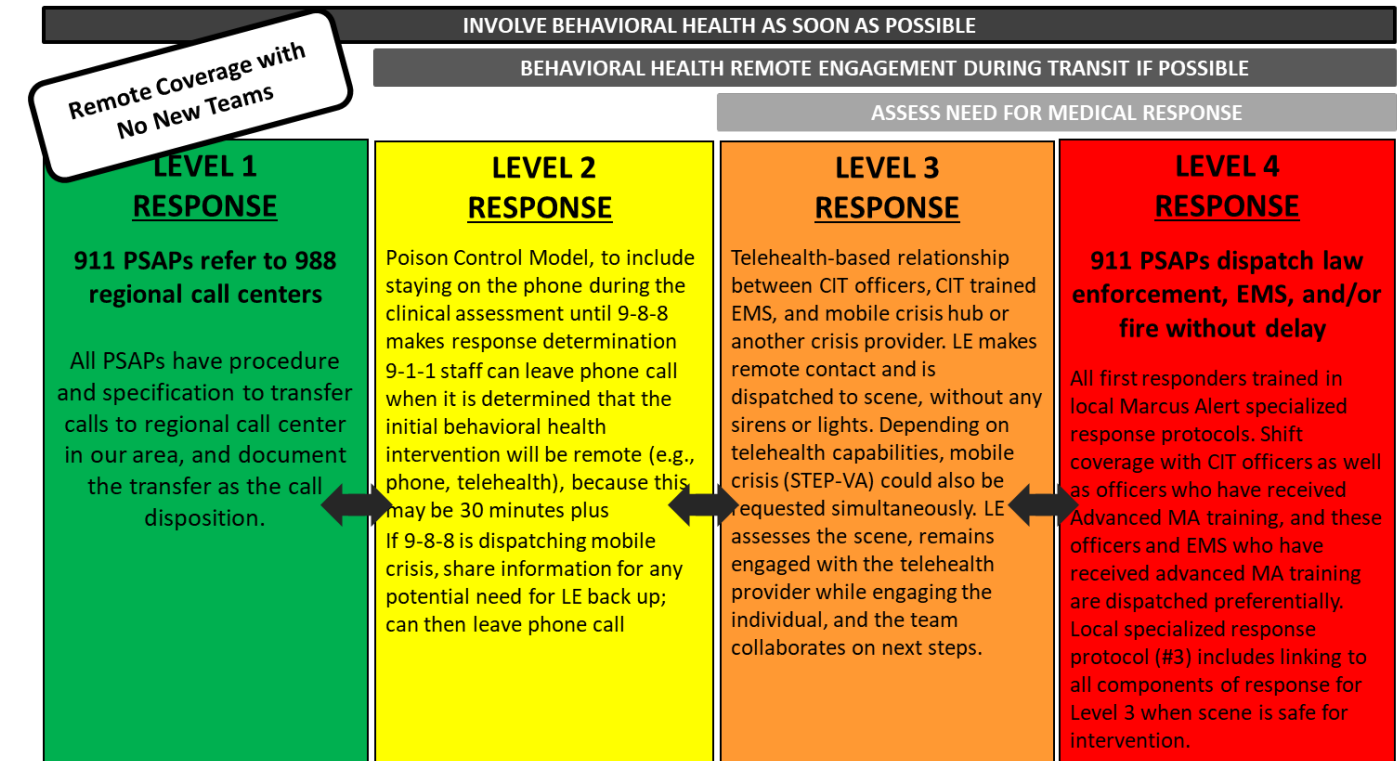 INVOLVE BEHAVIORAL HEALTH AS SOON AS POSSIBLE
BEHAVIORAL HEALTH REMOTE ENGAGEMENT DURING TRANSIT IF POSSIBLE
ASSESS NEED FOR MEDICAL RESPONSE
Remote Coverage with
No New Teams
LEVEL 1
RESPONSE
911 PSAPs refer to 988
regional call centers
All PSAPs have procedure
and specification to transfer
calls to regional call center
in our area, and document
the transfer as the call
disposition.
LEVEL 2
RESPONSE
Poison Control Model, to include
staying on the phone during the
clinical assessment until 9-8-8
makes response determination
9-1-1 staff can leave phone call
when it is determined that the
initial behavioral health
intervention will be remote (e.g.,
phone, telehealth), because this
may be 30 minutes plus
If 9-8-8 is dispatching mobile
crisis, share information for any
potential need for LE back up;
can then leave phone call
LEVEL 3
RESPONSE
Telehealth-based relationship
between CIT officers, CIT trained
EMS, and mobile crisis hub or
another crisis provider. LE makes
remote contact and is
dispatched to scene, without any
sirens or lights. Depending on
telehealth capabilities, mobile
crisis (STEP-VA) could also be
requested simultaneously. LE
assesses the scene, remains
engaged with the telehealth
provider while engaging the
individual, and the team
collaborates on next steps.
LEVEL 4
RESPONSE
911 PSAPs dispatch law
enforcement, EMS, and/or
fire without delay
All first responders trained in
local Marcus Alert specialized
response protocols. Shift
coverage with CIT officers as well
as officers who have received
Advanced MA training, and these
officers and EMS who have
received advanced MA training
are dispatched preferentially.
Local specialized response
protocol (#3) includes linking to
all components of response for
Level 3 when scene is safe for
intervention.